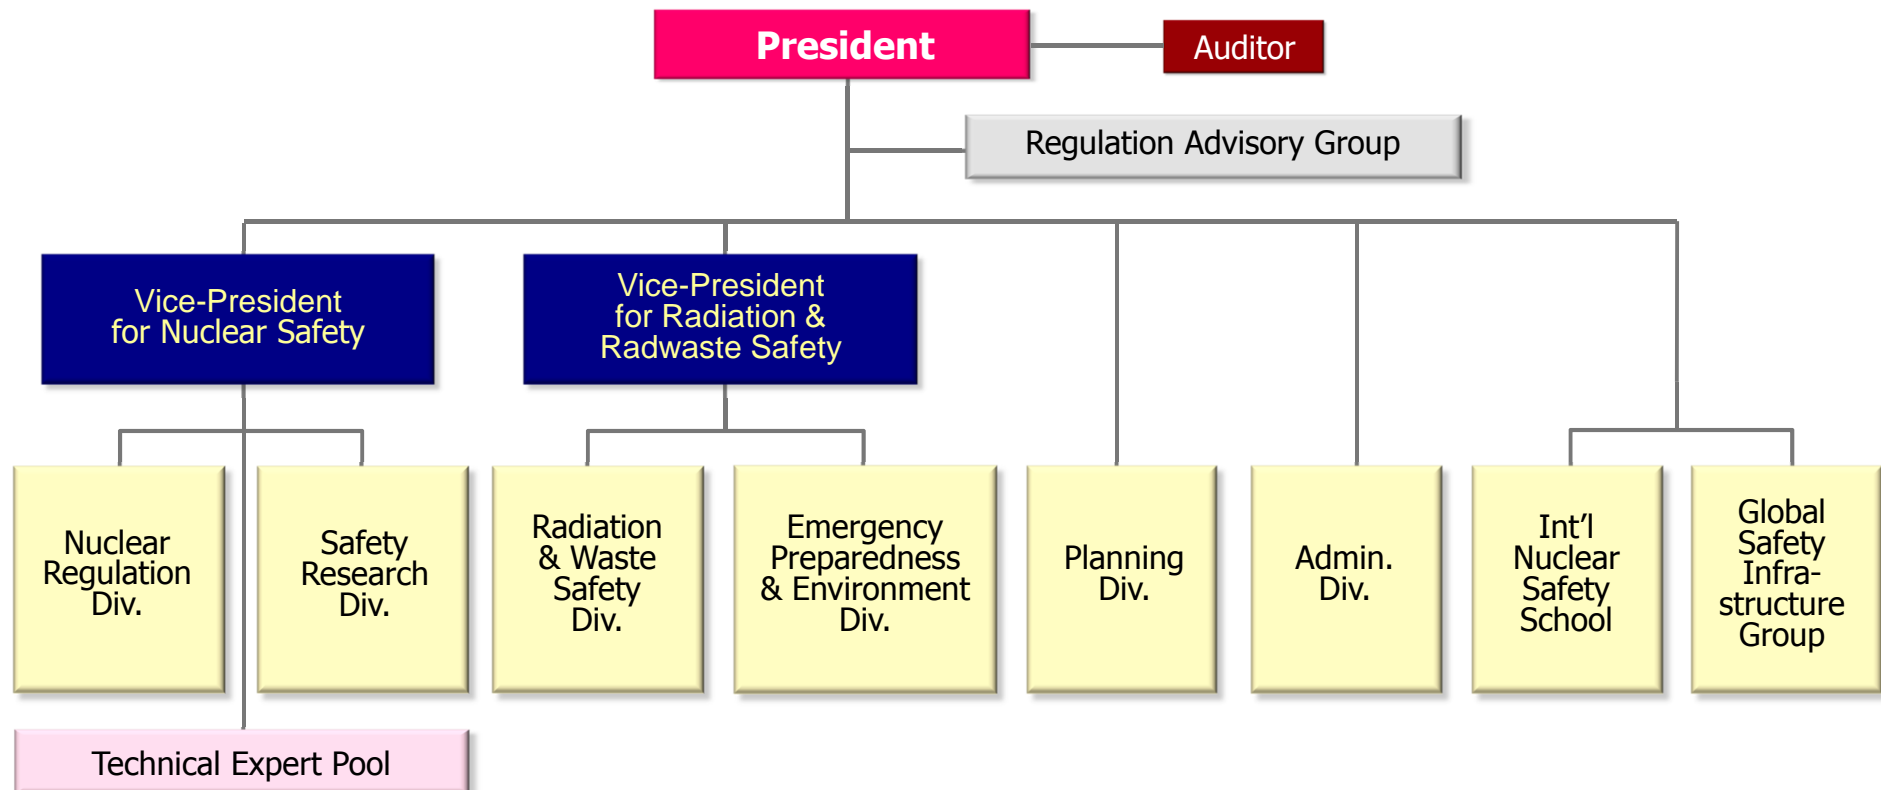 President
Auditor
Regulation Advisory Group
Vice-President
for Nuclear Safety
Vice-President
for Radiation &
Radwaste Safety
Nuclear
Regulation
Div.
Safety
Research
Div.
Radiation
& Waste
Safety
Div.
Emergency
Preparedness
& Environment
Div.
Planning
Div.
Admin.
Div.
Int’l
Nuclear
Safety
School
Global
Safety
Infra-
structure
Group
Technical Expert Pool